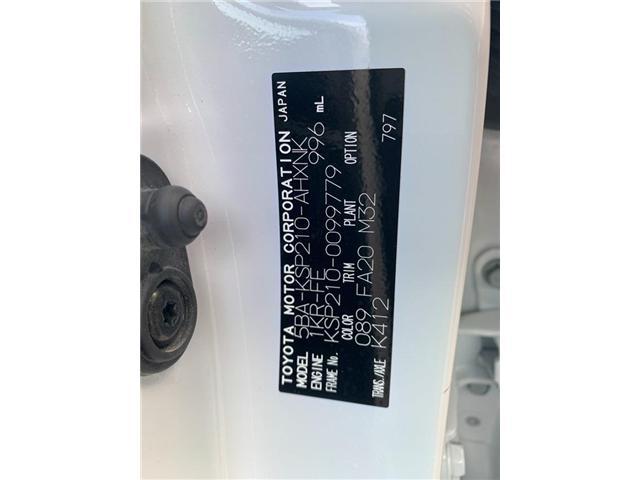 TOYOTA MOTOR CORPORATION JAPAN
MODEL 5BA-KSP210-AHXNK
ENGINE 1KR-FE 996 mL
FRAME No. KSP210-0099779
COLOR TRIM PLANT OPTION
089 FA20 M32 797
TRANS./AXLE K412